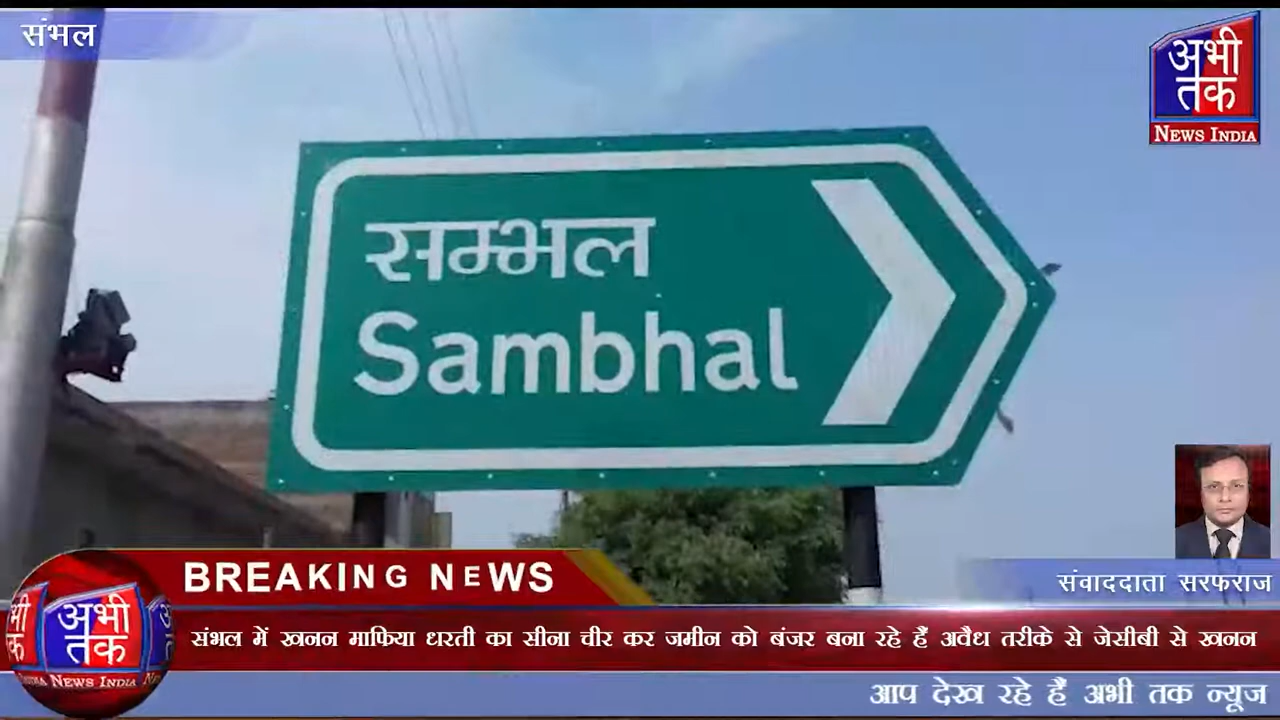 संभल
अभी
तक
NEWS INDIA
सम्भल
Sambhal
BREAKING NEWS
संवाददाता सरफराज
अभी
तक
NEWS INDIA
संभल में खनन माफिया धरती का सीना चीर कर जमीन को बंजर बना रहे हैं अवैध तरीके से जेसीबी से खनन
आप देख रहे हैं अभी तक न्यूज